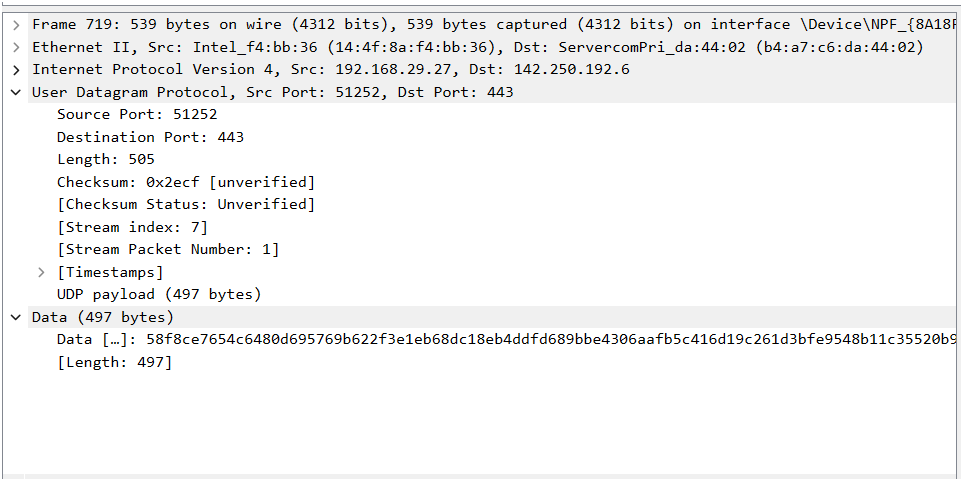 Frame 719: 539 bytes on wire (4312 bits), 539 bytes captured (4312 bits) on interface \Device\NPF_{8A18F
Ethernet II, Src: Intel_f4:bb:36 (14:4f:8a:f4:bb:36), Dst: ServercomPri_da:44:02 (b4:a7:c6:da:44:02)
Internet Protocol Version 4, Src: 192.168.29.27, Dst: 142.250.192.6
User Datagram Protocol, Src Port: 51252, Dst Port: 443
Source Port: 51252
Destination Port: 443
Length: 505
Checksum: 0x2ecf [unverified]
[Checksum Status: Unverified]
[Stream index: 7]
[Stream Packet Number: 1]
[Timestamps]
UDP payload (497 bytes)
Data (497 bytes)
Data […]: 58f8ce7654c6480d695769b622f3e1eb68dc18eb4ddfd689bbe4306aafb5c416d19c261d3bfe9548b11c35520b9
[Length: 497]